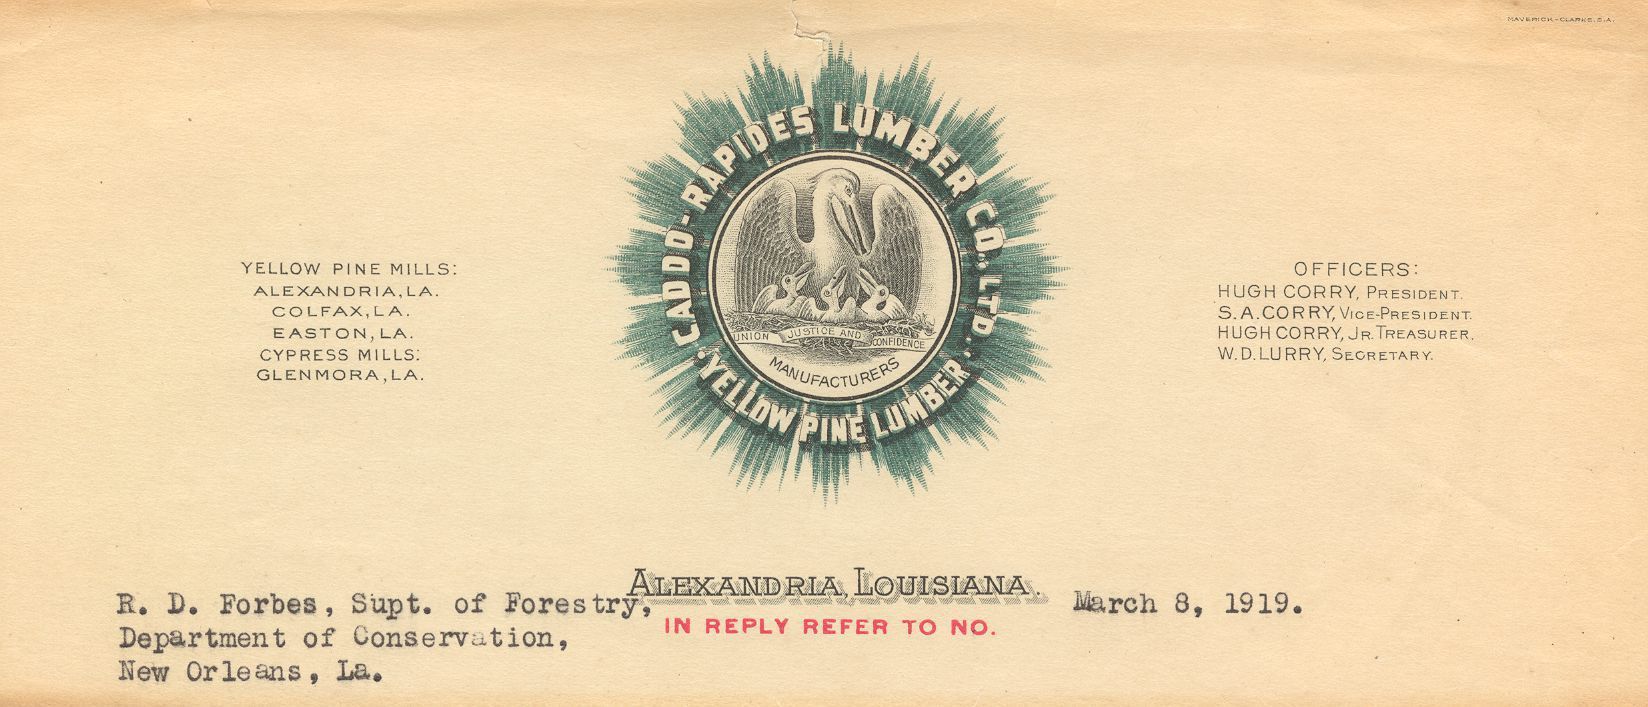 MAVERICK-CLARKE, S.A.
CADDO-RAPIDES LUMBER CO., LTD.
UNION JUSTICE AND CONFIDENCE
MANUFACTURERS
YELLOW PINE LUMBER
YELLOW PINE MILLS:
ALEXANDRIA, LA.
COLFAX, LA.
EASTON, LA.
CYPRESS MILLS:
GLENMORA, LA.
OFFICERS:
HUGH CORRY, PRESIDENT.
S.A. CORRY, VICE-PRESIDENT.
HUGH CORRY, JR. TREASURER.
W.D. LURRY, SECRETARY.
ALEXANDRIA, LOUISIANA.
March 8, 1919.
IN REPLY REFER TO NO.
R. D. Forbes, Supt. of Forestry,
Department of Conservation,
New Orleans, La.